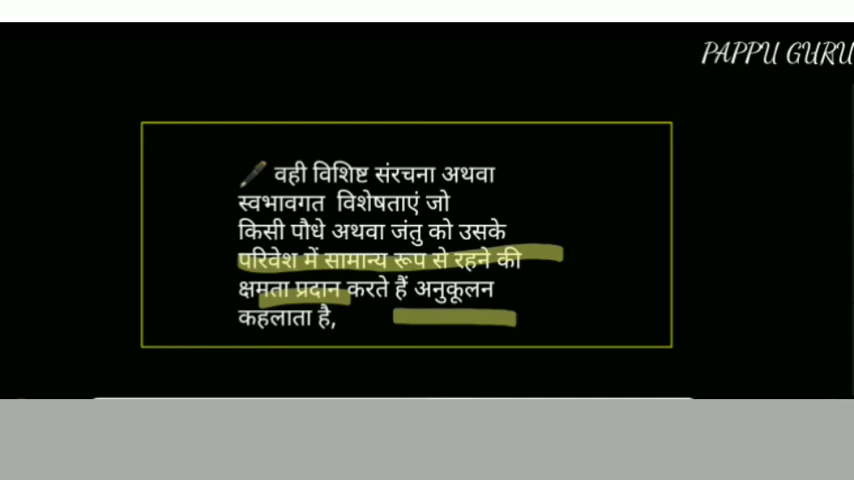 PAPPU GURU
वही विशिष्ट संरचना अथवा
स्वभावगत विशेषताएं जो
किसी पौधे अथवा जंतु को उसके
परिवेश में सामान्य रूप से रहने की
क्षमता प्रदान करते हैं अनुकूलन
कहलाता है,